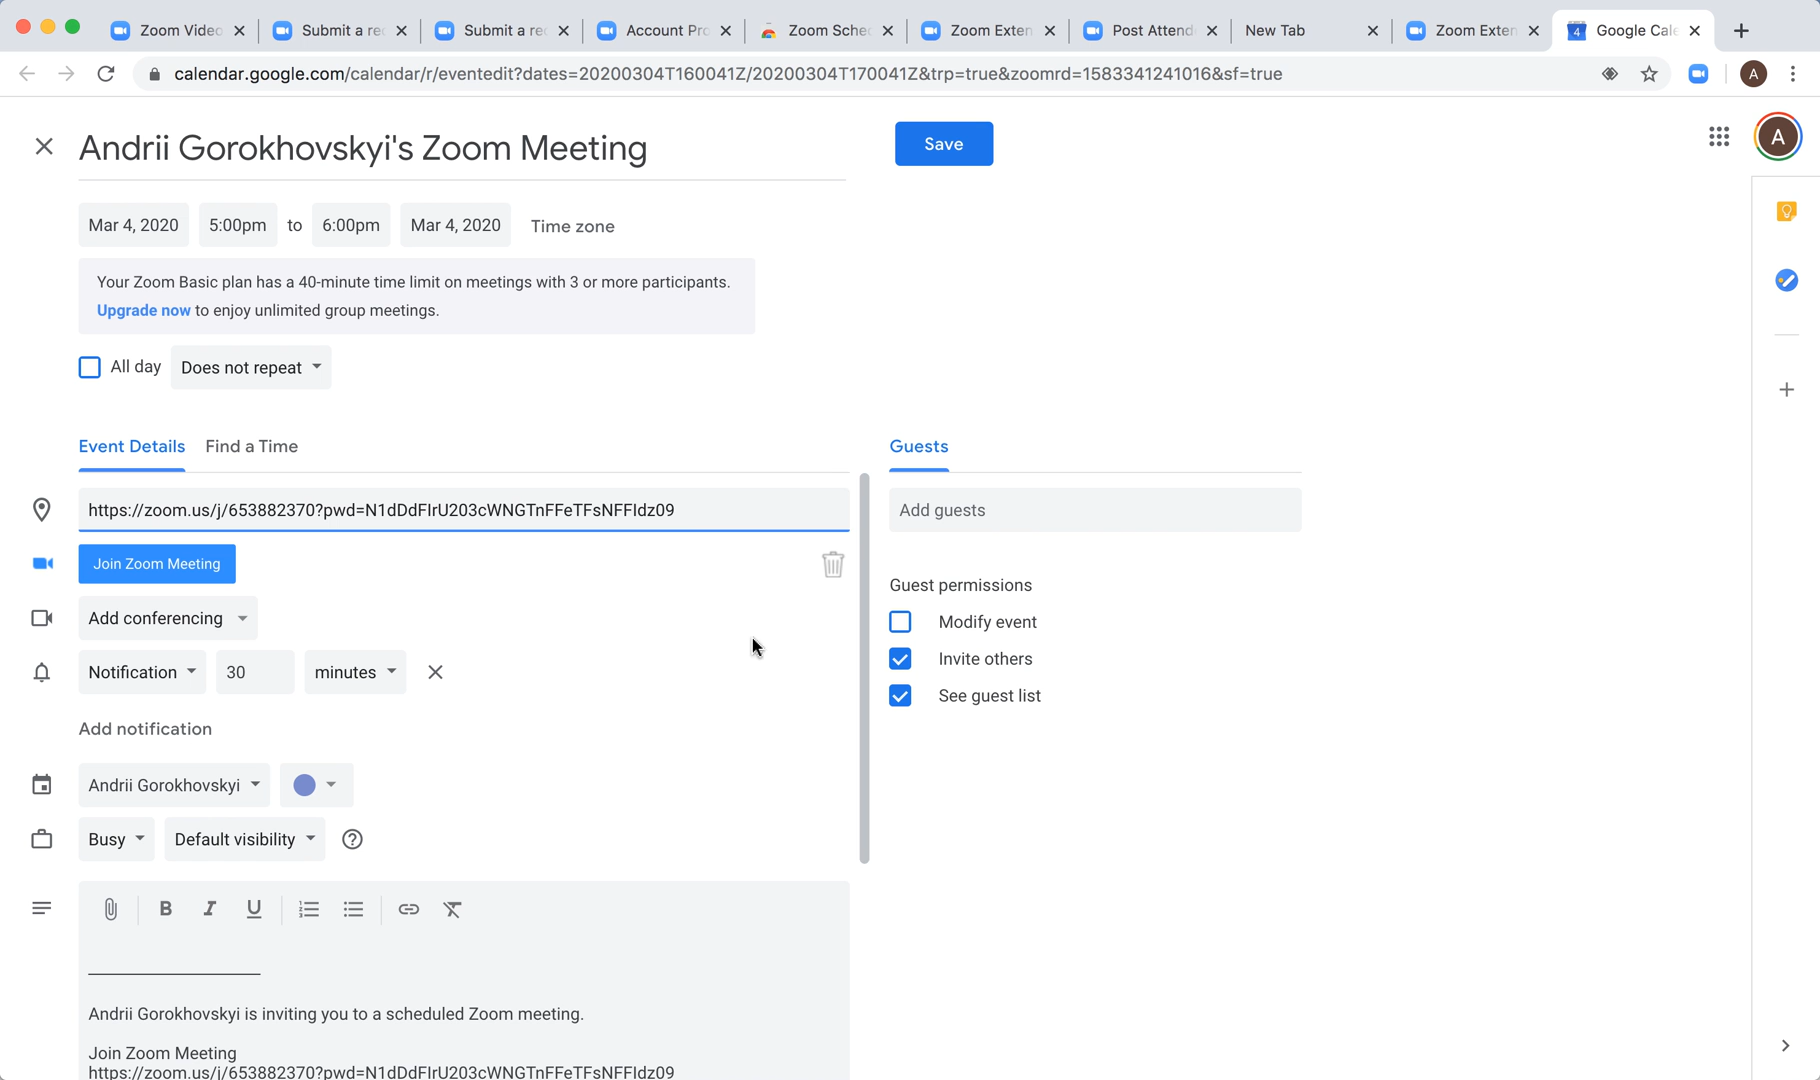 Zoom Video
Submit a rec
Submit a rec
Account Pro
Zoom Sched
Zoom Exten
Post Attend
New Tab
Zoom Exten
4
Google Cale
calendar.google.com/calendar/r/eventedit?dates=20200304T160041Z/20200304T170041Z&trp=true&zoomrd=1583341241016&sf=true
A
Andrii Gorokhovskyi's Zoom Meeting
Save
A
Mar 4, 2020 5:00pm to 6:00pm Mar 4, 2020 Time zone
Your Zoom Basic plan has a 40-minute time limit on meetings with 3 or more participants.
Upgrade now to enjoy unlimited group meetings.
All day Does not repeat
Event Details Find a Time
Guests
https://zoom.us/j/653882370?pwd=N1dDdFIrU203cWNGTnFFeTFsNFFIdz09
Add guests
Join Zoom Meeting
Guest permissions
Add conferencing
Modify event
Invite others
Notification 30 minutes
See guest list
Add notification
Andrii Gorokhovskyi
Busy Default visibility
B I U
Andrii Gorokhovskyi is inviting you to a scheduled Zoom meeting.
Join Zoom Meeting
https://zoom.us/j/653882370?pwd=N1dDdFIrU203cWNGTnFFeTFsNFFIdz09